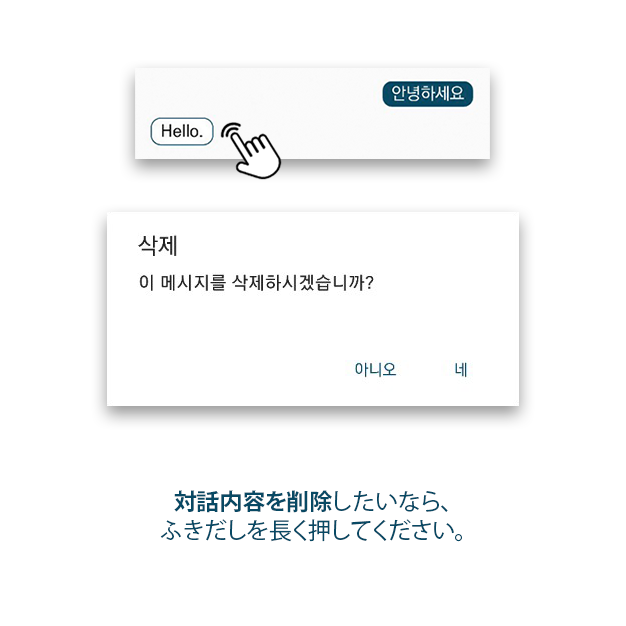 안녕하세요
Hello.
삭제
이 메시지를 삭제하시겠습니까?
아니오 네
対話内容を削除したいなら、
ふきだしを長く押してください。